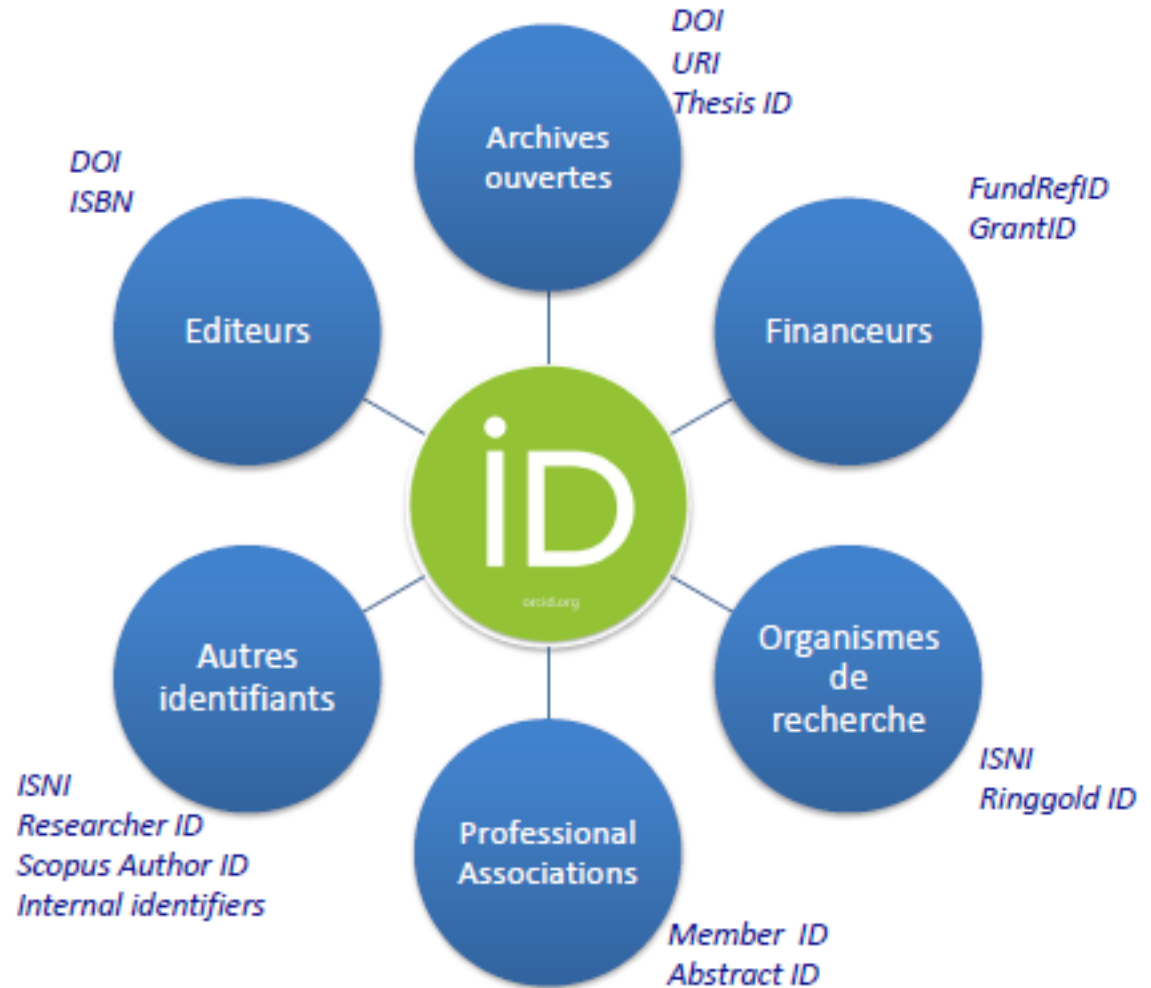 DOI
URI
Thesis ID
Archives
ouvertes
DOI
ISBN
Editeurs
FundRefID
GrantID
Financeurs
iD
orcid.org
Autres
identifiants
ISNI
Researcher ID
Scopus Author ID
Internal identifiers
Organismes
de
recherche
ISNI
Ringgold ID
Professional
Associations
Member ID
Abstract ID